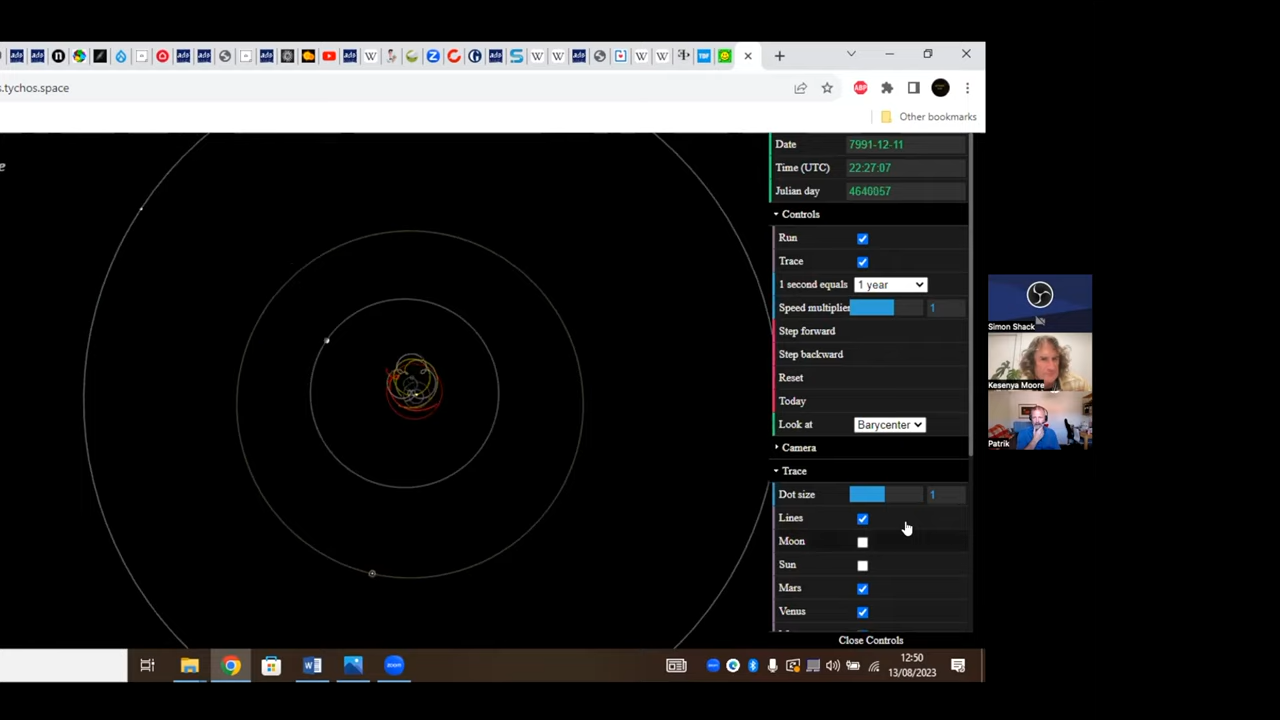 s.tychos.space
Other bookmarks
e
Date 7991-12-11
Time (UTC) 22:27:07
Julian day 4640057
Controls
Run
Trace
1 second equals 1 year
Speed multiplier 1
Step forward
Step backward
Reset
Today
Look at Barycenter
Camera
Trace
Dot size 1
Lines
Moon
Sun
Mars
Venus
Close Controls
Simon Shack
Kesenya Moore
Patrik
12:50
13/08/2023
ABP